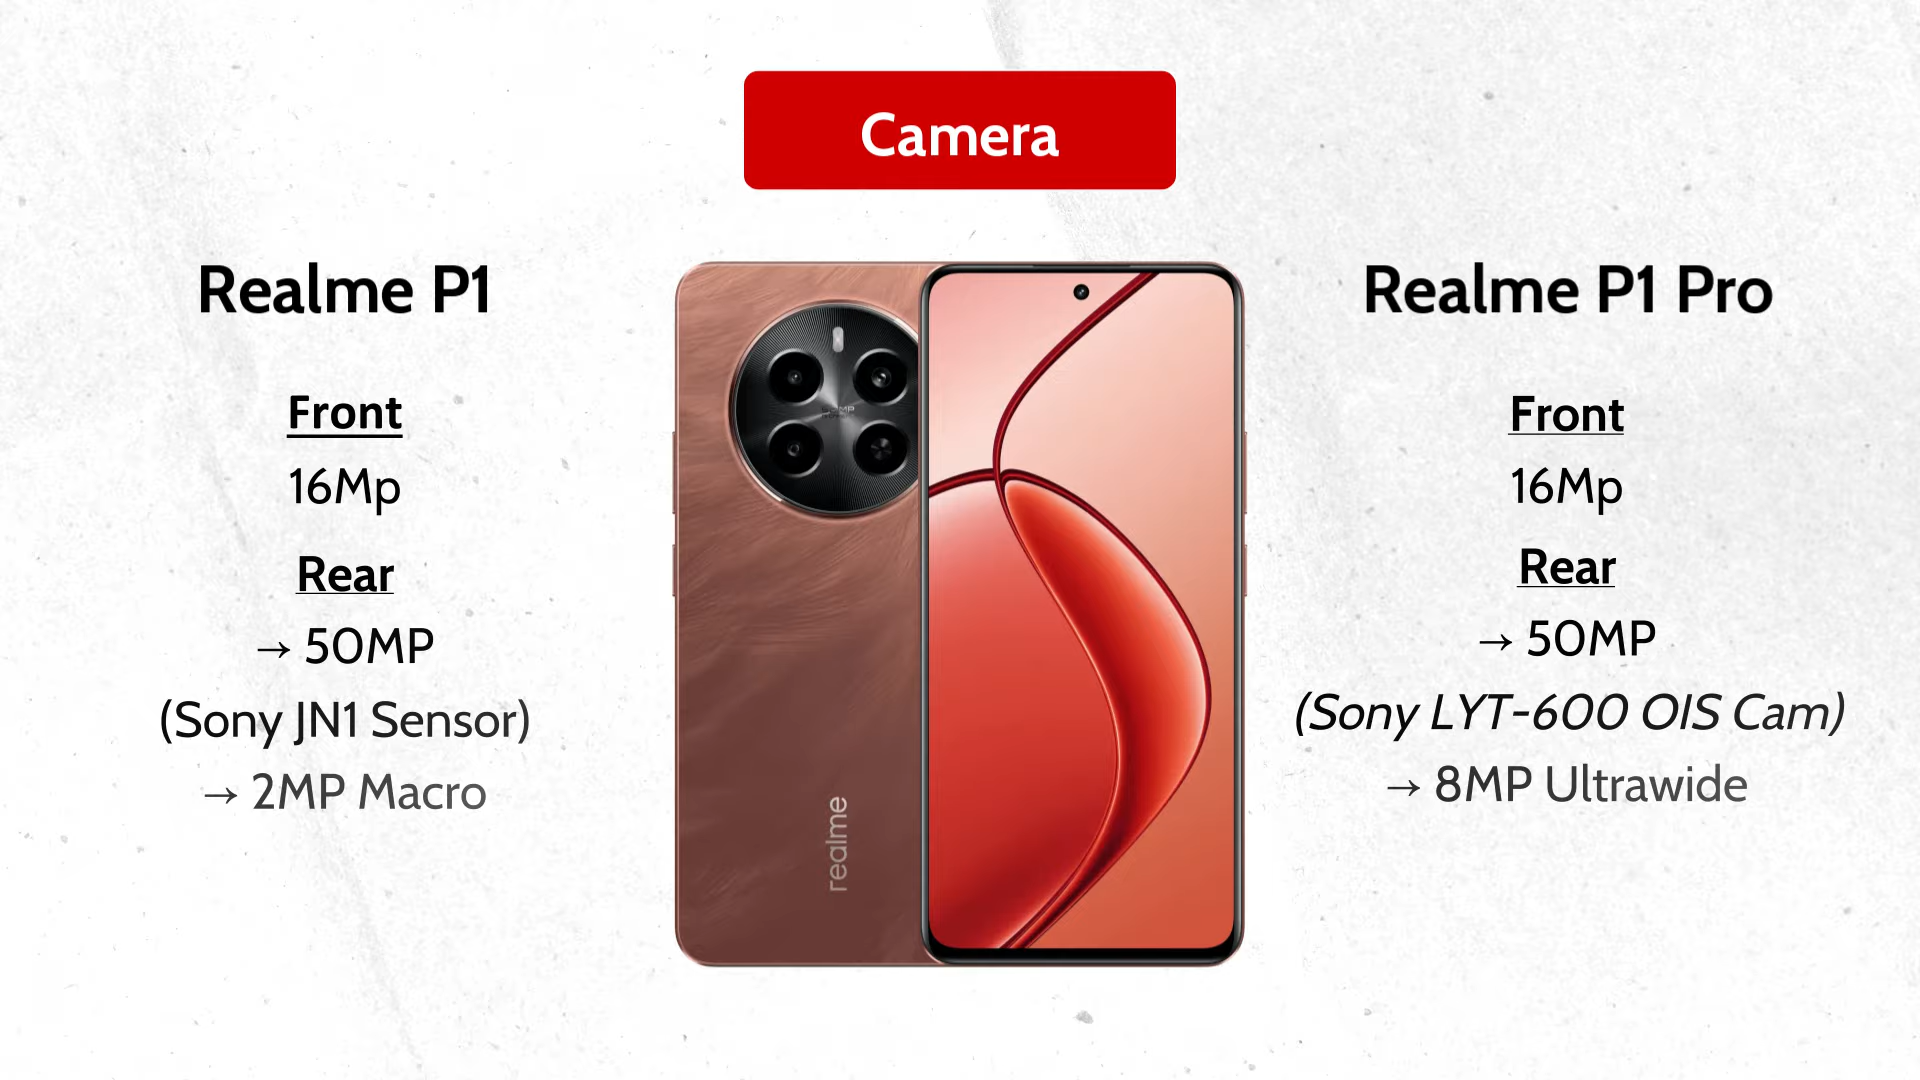 Camera
Realme P1
Front
16Mp
Rear
→ 50MP
(Sony JN1 Sensor)
→ 2MP Macro
realme
Realme P1 Pro
Front
16Mp
Rear
→ 50MP
(Sony LYT-600 OIS Cam)
→ 8MP Ultrawide